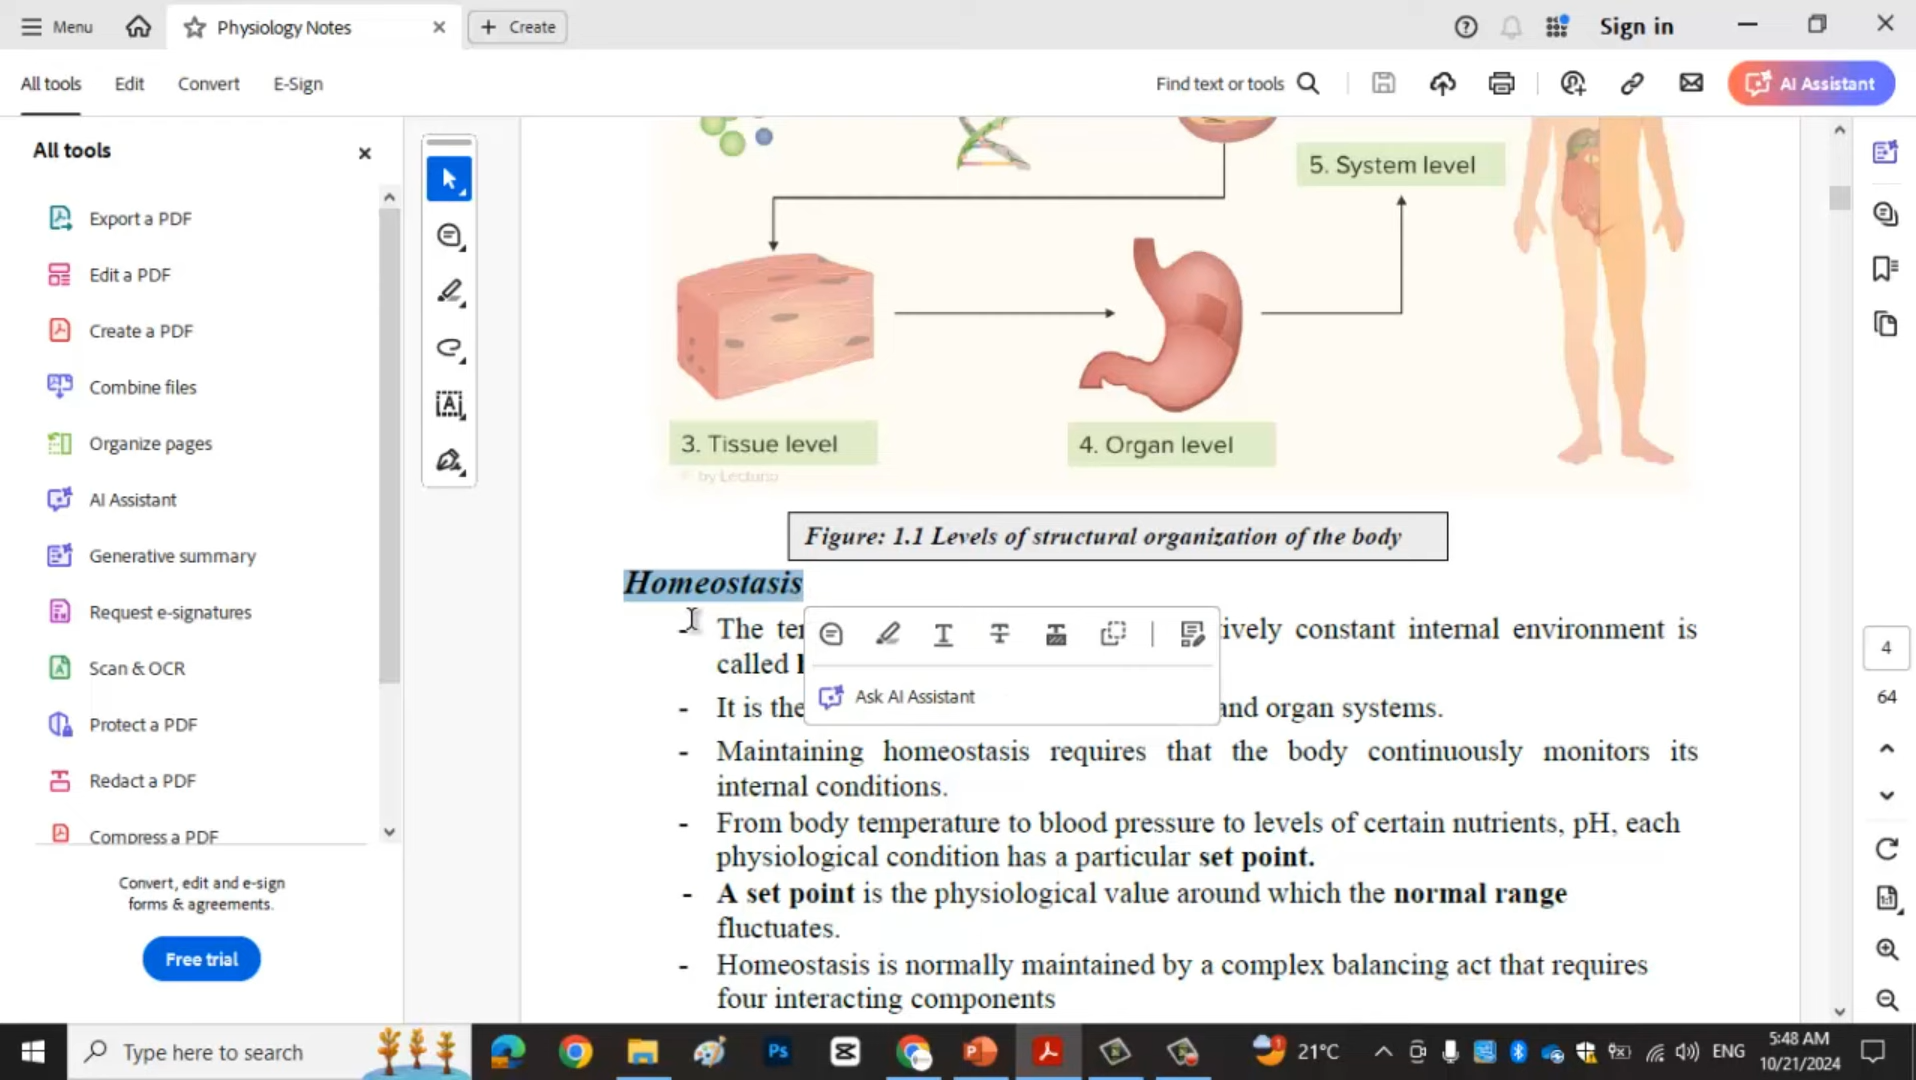 Menu
Physiology Notes
Create
Sign in
All tools
Edit
Convert
E-Sign
Find text or tools
AI Assistant
All tools
Export a PDF
Edit a PDF
Create a PDF
Combine files
Organize pages
AI Assistant
Generative summary
Request e-signatures
Scan & OCR
Protect a PDF
Redact a PDF
Compress a PDF
Convert, edit and e-sign
forms & agreements.
Free trial
5. System level
3. Tissue level
4. Organ level
© by Lecturio
Figure: 1.1 Levels of structural organization of the body
Homeostasis
- The ter ively constant internal environment is
called
- It is the and organ systems.
Ask AI Assistant
- Maintaining homeostasis requires that the body continuously monitors its
internal conditions.
- From body temperature to blood pressure to levels of certain nutrients, pH, each
physiological condition has a particular set point.
- A set point is the physiological value around which the normal range
fluctuates.
- Homeostasis is normally maintained by a complex balancing act that requires
four interacting components
4
64
Type here to search
Ps
21°C
ENG
5:48 AM
10/21/2024